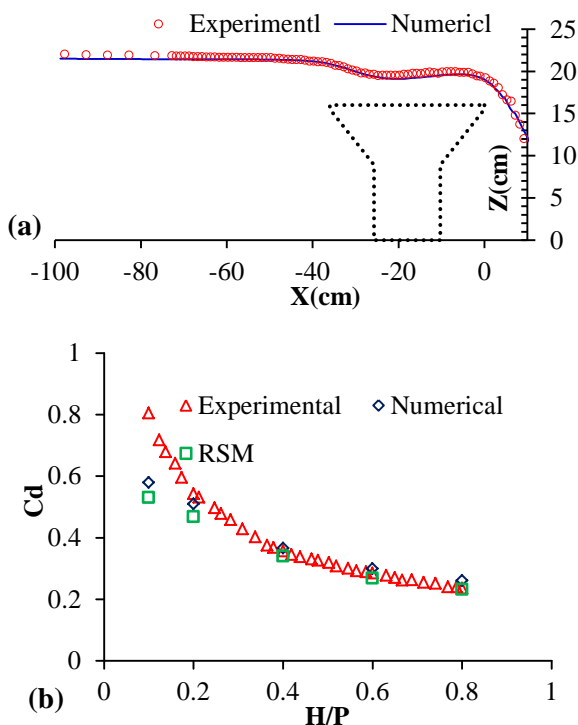 Experimentl Numericl
25
20
15
10
5
0
Z(cm)
(a)
-100 -80 -60 -40 -20 0
X(cm)
1
0.8
0.6
0.4
0.2
0
Cd
Experimental Numerical
RSM
0 0.2 0.4 0.6 0.8 1
H/P
(b)